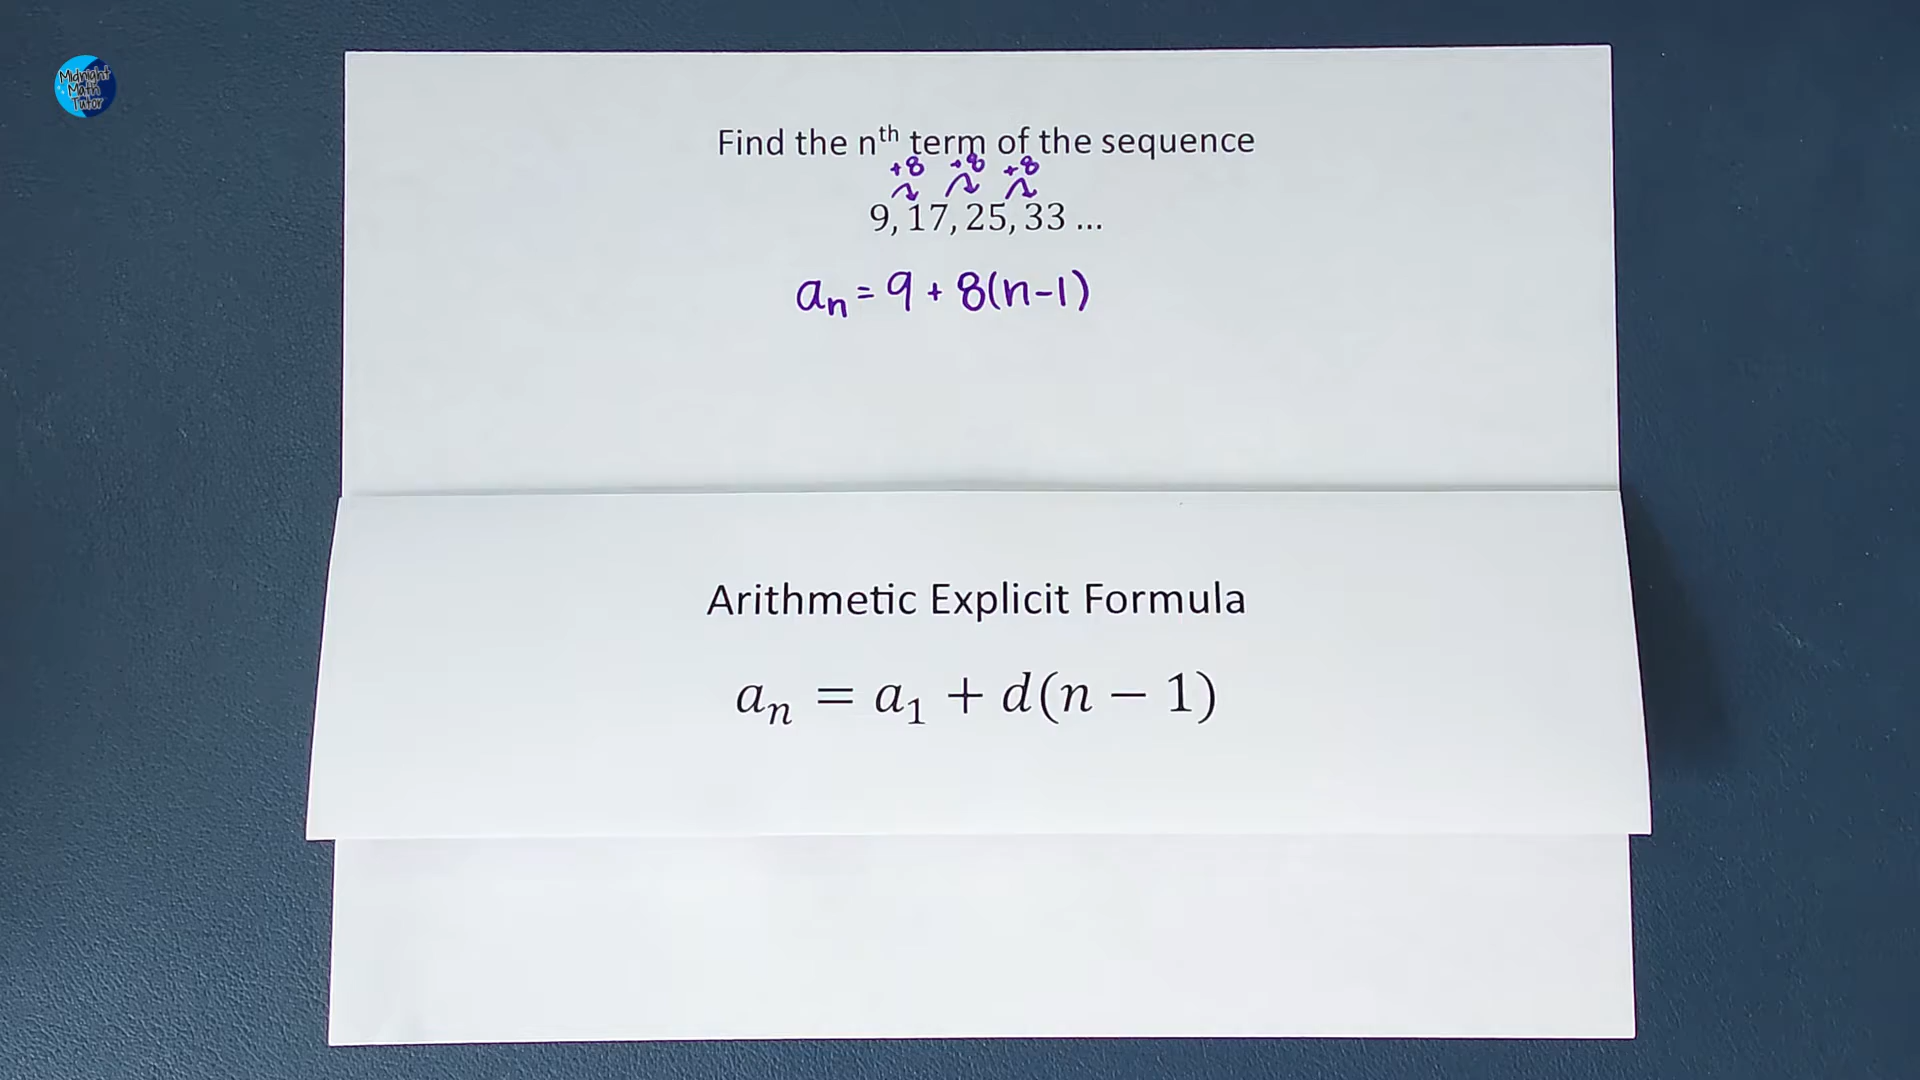 Midnight
Math
Tutor
Find the nᵗʰ term of the sequence
+8 +8 +8
9, 17, 25, 33 ...
aₙ = 9 + 8(n-1)
Arithmetic Explicit Formula
aₙ = a₁ + d(n − 1)